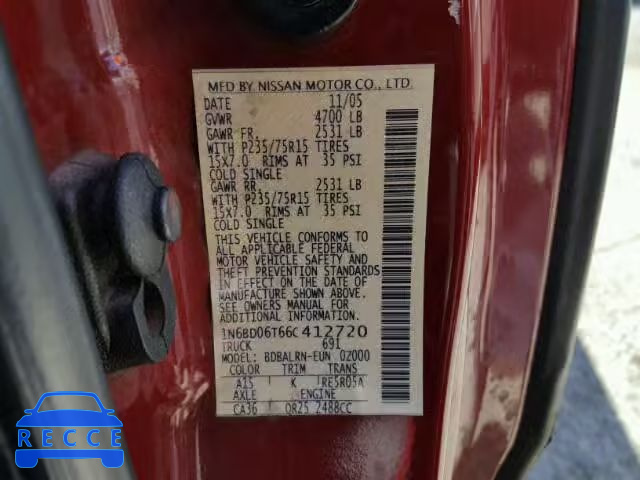 MFD BY NISSAN MOTOR CO., LTD.
DATE 11/05
GVWR 4700 LB
GAWR FR. 2531 LB
WITH P235/75R15 TIRES
15X7.0 RIMS AT 35 PSI
COLD SINGLE
GAWR RR. 2531 LB
WITH P235/75R15 TIRES
15X7.0 RIMS AT 35 PSI
COLD SINGLE
THIS VEHICLE CONFORMS TO
ALL APPLICABLE FEDERAL
MOTOR VEHICLE SAFETY AND
THEFT PREVENTION STANDARDS
IN EFFECT ON THE DATE OF
MANUFACTURE SHOWN ABOVE.
SEE OWNERS MANUAL FOR
ADDITIONAL INFORMATION.
1N6BD06T66C412720
TRUCK 691
MODEL: BDBALRN-EUN 0Z000
COLOR TRIM TRANS
A15 K RE5R05A
AXLE ENGINE
CA36 QR25 2488CC
RECCE